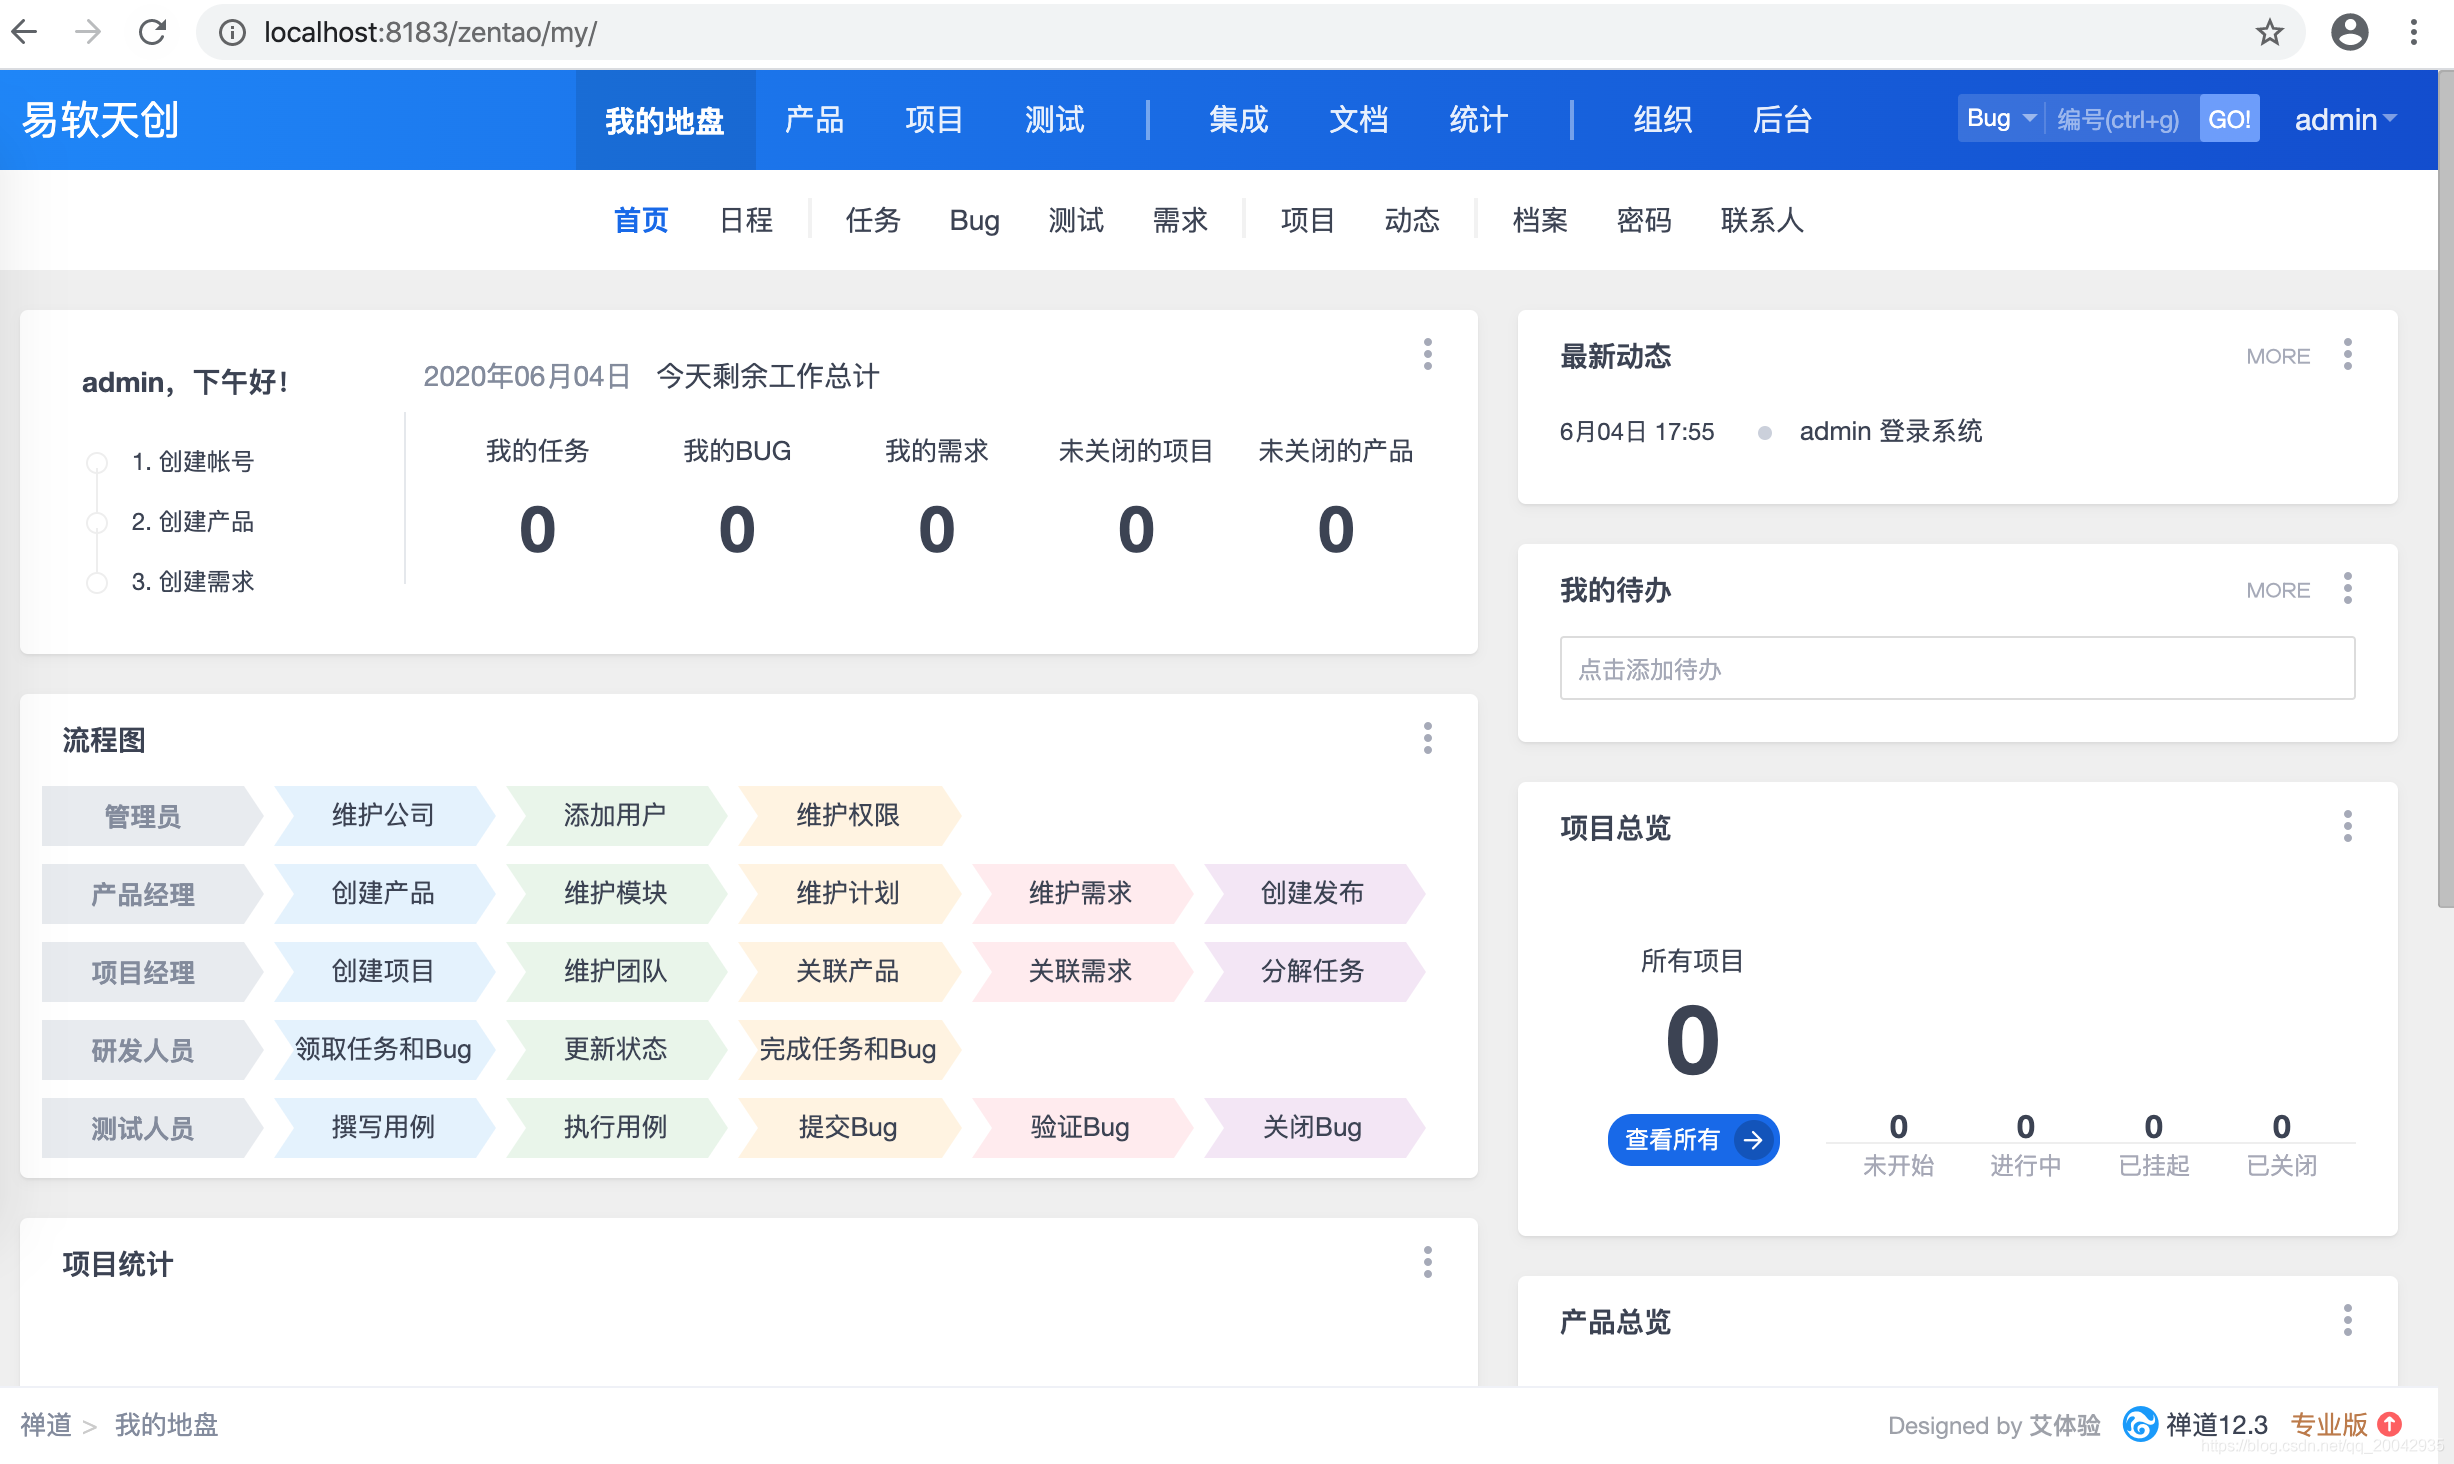 localhost:8183/zentao/my/
易软天创 我的地盘 产品 项目 测试 集成 文档 统计 组织 后台 Bug 编号(ctrl+g) GO! admin
首页 日程 任务 Bug 测试 需求 项目 动态 档案 密码 联系人
admin，下午好！
1. 创建帐号
2. 创建产品
3. 创建需求
2020年06月04日 今天剩余工作总计
我的任务 我的BUG 我的需求 未关闭的项目 未关闭的产品
0 0 0 0 0
流程图
管理员 维护公司 添加用户 维护权限
产品经理 创建产品 维护模块 维护计划 维护需求 创建发布
项目经理 创建项目 维护团队 关联产品 关联需求 分解任务
研发人员 领取任务和Bug 更新状态 完成任务和Bug
测试人员 撰写用例 执行用例 提交Bug 验证Bug 关闭Bug
项目统计
最新动态 MORE
6月04日 17:55 admin 登录系统
我的待办 MORE
点击添加待办
项目总览
所有项目
0
查看所有
0 0 0 0
未开始 进行中 已挂起 已关闭
产品总览
禅道 > 我的地盘
Designed by 艾体验 禅道12.3 专业版
https://blog.csdn.net/qq_20042935